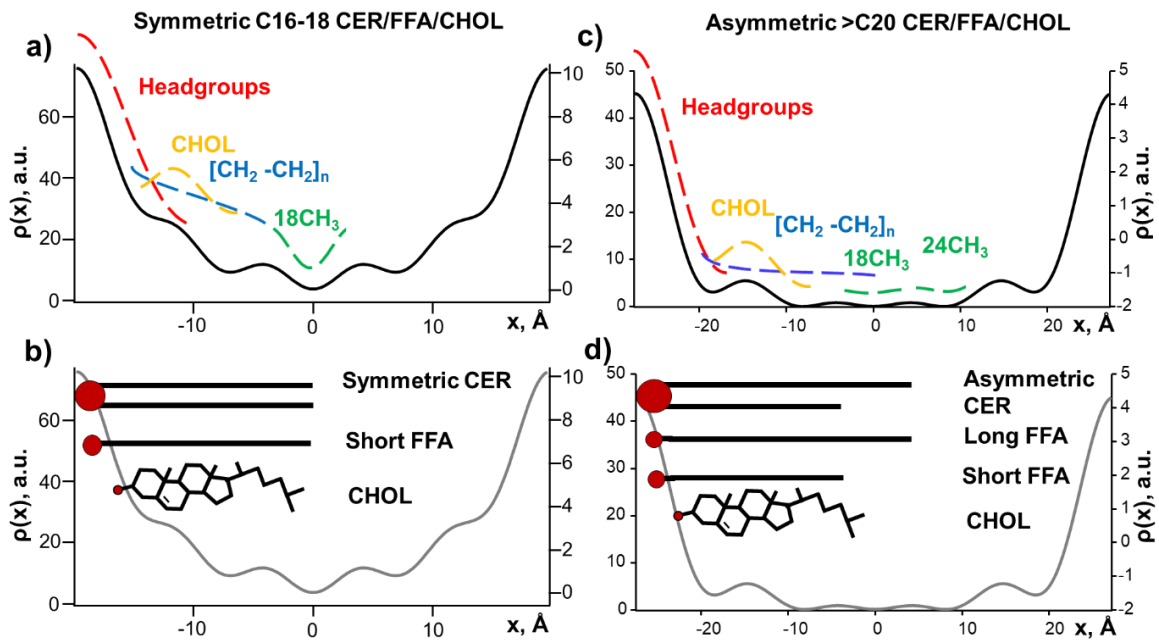 Symmetric C16-18 CER/FFA/CHOL
a)
Headgroups
CHOL
[CH₂ -CH₂]ₙ
18CH₃
ρ(x), a.u.
60
40
20
0
10
8
6
4
2
0
-10
0
10
x, Å
Asymmetric >C20 CER/FFA/CHOL
c)
Headgroups
CHOL
[CH₂ -CH₂]ₙ
18CH₃
24CH₃
ρ(x), a.u.
50
40
30
20
10
0
5
4
3
2
1
0
-1
-2
ρ(x), a.u.
-20
-10
0
10
20
x, Å
b)
Symmetric CER
Short FFA
CHOL
60
40
20
0
10
8
6
4
2
0
-10
0
10
x, Å
d)
Asymmetric
CER
Long FFA
Short FFA
CHOL
50
40
30
20
10
0
5
4
3
2
1
0
-1
-2
ρ(x), a.u.
-20
-10
0
10
20
x, Å